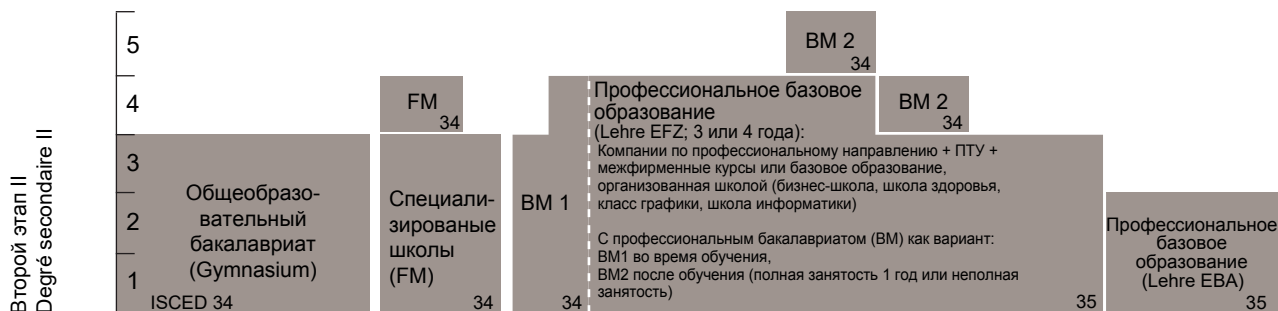 Второй этап II
Degré secondaire II
5
4
3
2
1
Общеобразо-
вательный
бакалавриат
(Gymnasium)
ISCED 34
FM
34
Специали-
зированые
школы
(FM)
34
BM 1
34
Профессиональное базовое
образование
(Lehre EFZ; 3 или 4 года):
Компании по профессиональному направлению + ПТУ +
межфирменные курсы или базовое образование,
организованная школой (бизнес-школа, школа здоровья,
класс графики, школа информатики)
С профессиональным бакалавриатом (BM) как вариант:
BM1 во время обучения,
BM2 после обучения (полная занятость 1 год или неполная
занятость)
35
BM 2
34
BM 2
34
Профессиональное
базовое
образование
(Lehre EBA)
35